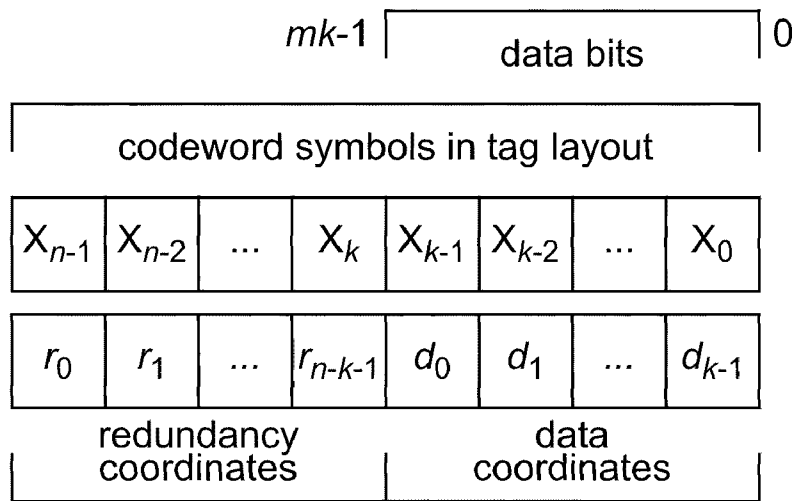 mk-1 data bits 0
codeword symbols in tag layout
Xn-1 Xn-2 ... Xk Xk-1 Xk-2 ... X0
r0 r1 ... rn-k-1 d0 d1 ... dk-1
redundancy coordinates data coordinates